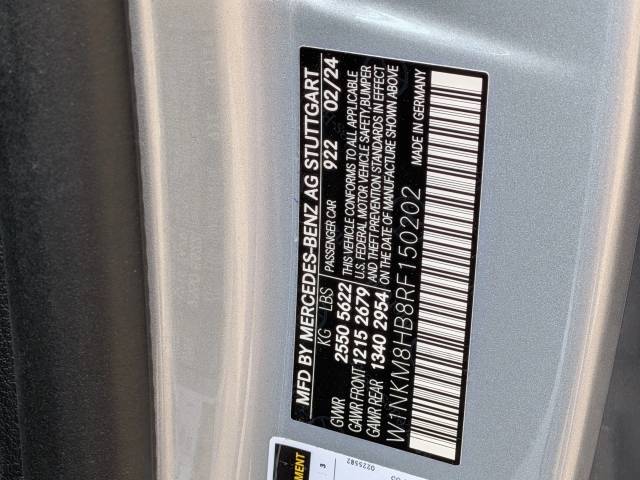 MFD BY MERCEDES-BENZ AG STUTTGART
KG LBS PASSENGER CAR 922 02/24
GVWR 2550 5622 THIS VEHICLE CONFORMS TO ALL APPLICABLE
U.S. FEDERAL MOTOR VEHICLE SAFETY,BUMPER
GAWR FRONT 1215 2679 AND THEFT PREVENTION STANDARDS IN EFFECT
GAWR REAR 1340 2954 ON THE DATE OF MANUFACTURE SHOWN ABOVE
W1NKM8HB8RF150202 MADE IN GERMANY
3
0225582